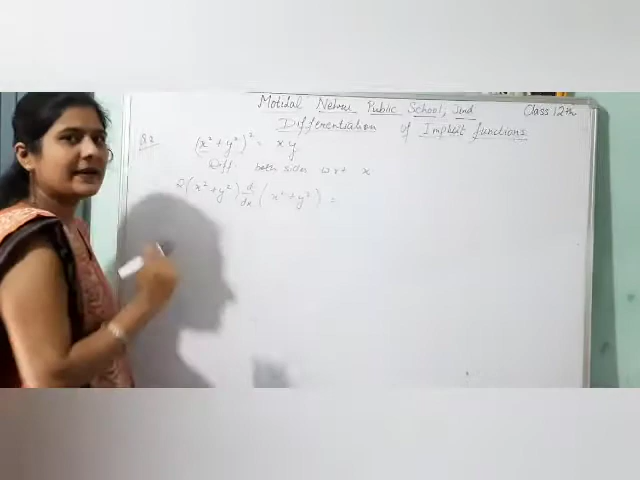 Motilal Nehru Public School, Jind Class 12th
Differentiation of Implicit functions
Q2 (x² + y²)² = xy
Diff both sides w r t x
2(x² + y²) d/dx (x² + y²) =